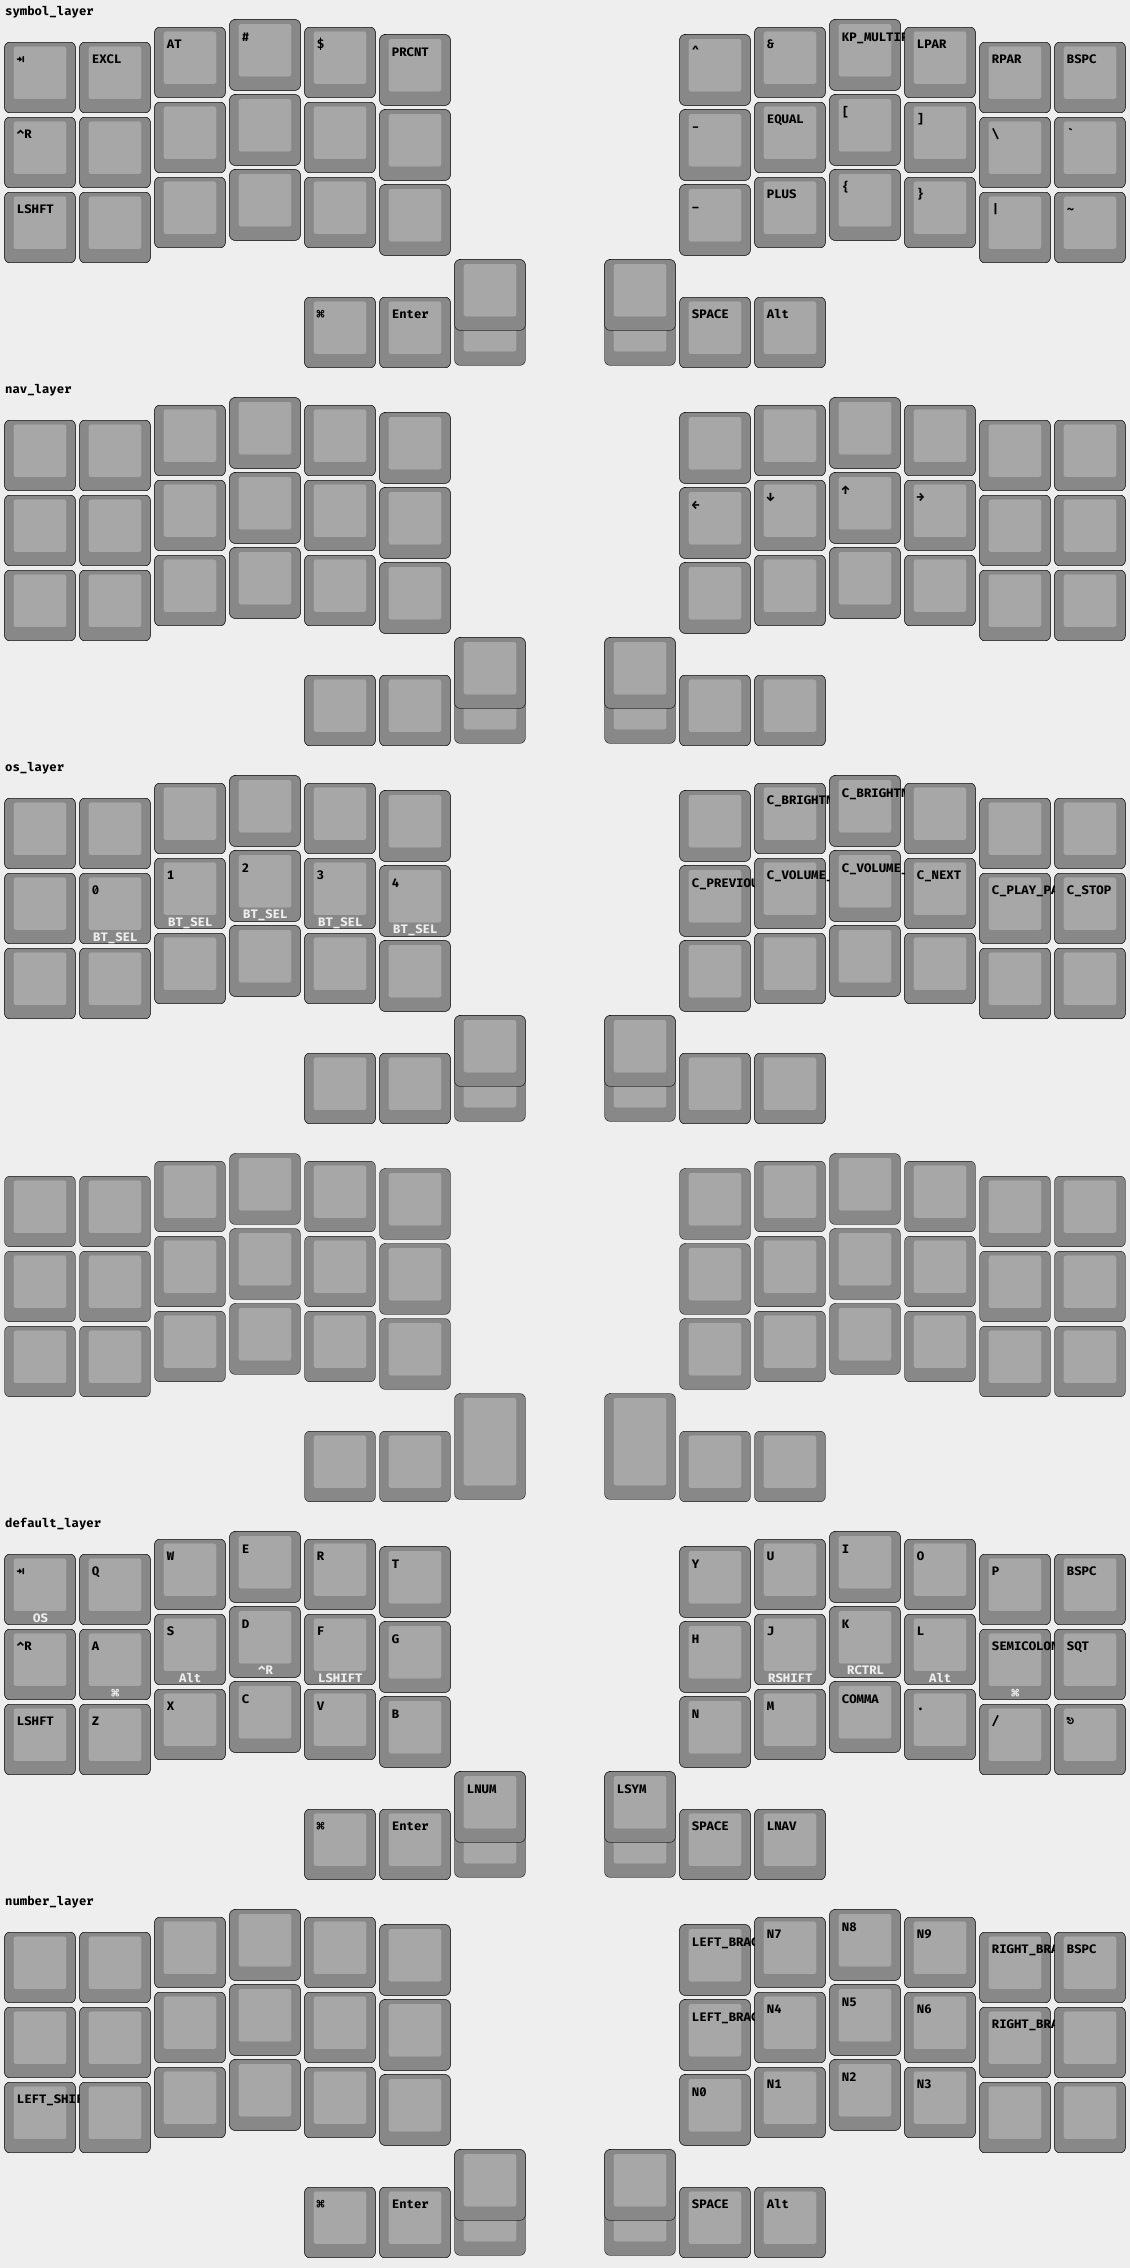 symbol_layer
⇥ EXCL AT # $ PRCNT ^ & KP_MULTIP LPAR RPAR BSPC
^R - EQUAL [ ] \ `
LSHFT _ PLUS { } | ~
⌘ Enter SPACE Alt
nav_layer
← ↓ ↑ →
os_layer
C_BRIGHTN C_BRIGHTN
0 1 2 3 4 C_PREVIOU C_VOLUME_ C_VOLUME_ C_NEXT C_PLAY_PA C_STOP
BT_SEL BT_SEL BT_SEL BT_SEL BT_SEL
default_layer
⇥ Q W E R T Y U I O P BSPC
OS
^R A S D F G H J K L SEMICOLON SQT
⌘ Alt ^R LSHIFT RSHIFT RCTRL Alt ⌘
LSHFT Z X C V B N M COMMA . / ⎋
LNUM LSYM
⌘ Enter SPACE LNAV
number_layer
LEFT_BRAC N7 N8 N9 RIGHT_BRA BSPC
LEFT_BRAC N4 N5 N6 RIGHT_BRA
LEFT_SHIF N0 N1 N2 N3
⌘ Enter SPACE Alt